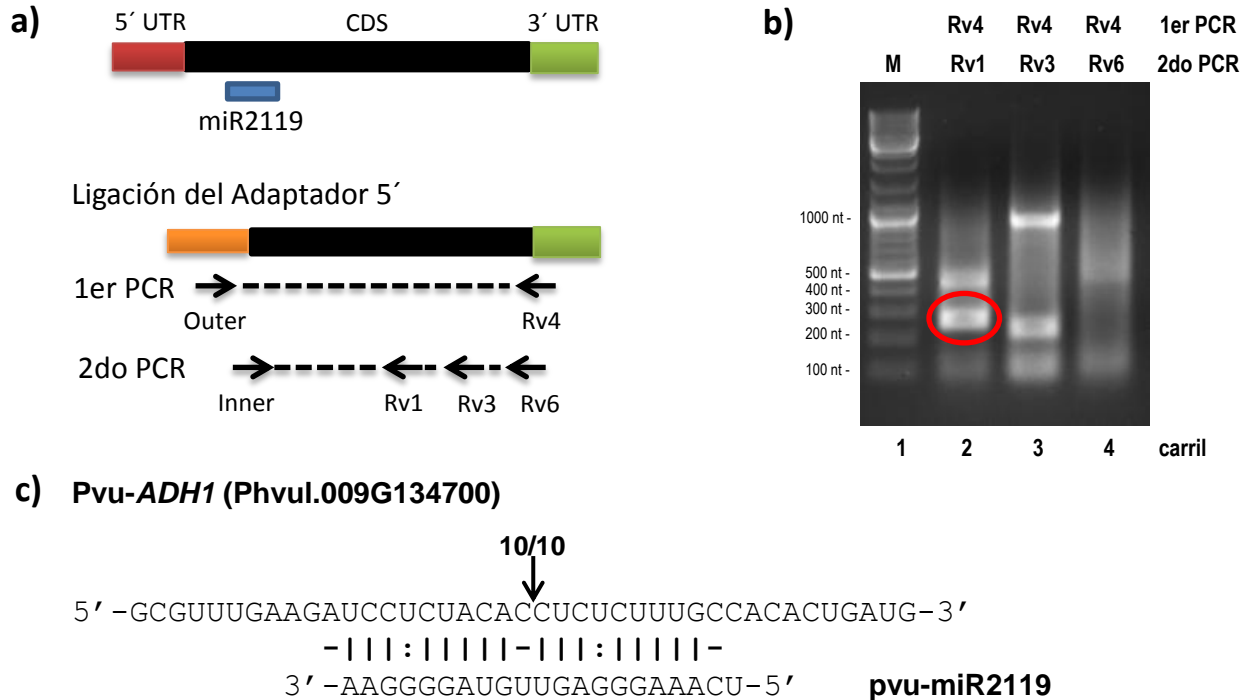 a)
5´ UTR CDS 3´ UTR
miR2119
Ligación del Adaptador 5´
1er PCR
Outer Rv4
2do PCR
Inner Rv1 Rv3 Rv6
b)
Rv4 Rv4 Rv4 1er PCR
M Rv1 Rv3 Rv6 2do PCR
1000 nt -
500 nt -
400 nt -
300 nt -
200 nt -
100 nt -
1 2 3 4 carril
c) Pvu-ADH1 (Phvul.009G134700)
10/10
5’-GCGUUUGAAGAUCCUCUACACCUCUCUUUGCCACACUGAUG-3’
-|||:|||||-|||:|||||-
3’-AAGGGGAUGUUGAGGGAAACU-5’ pvu-miR2119